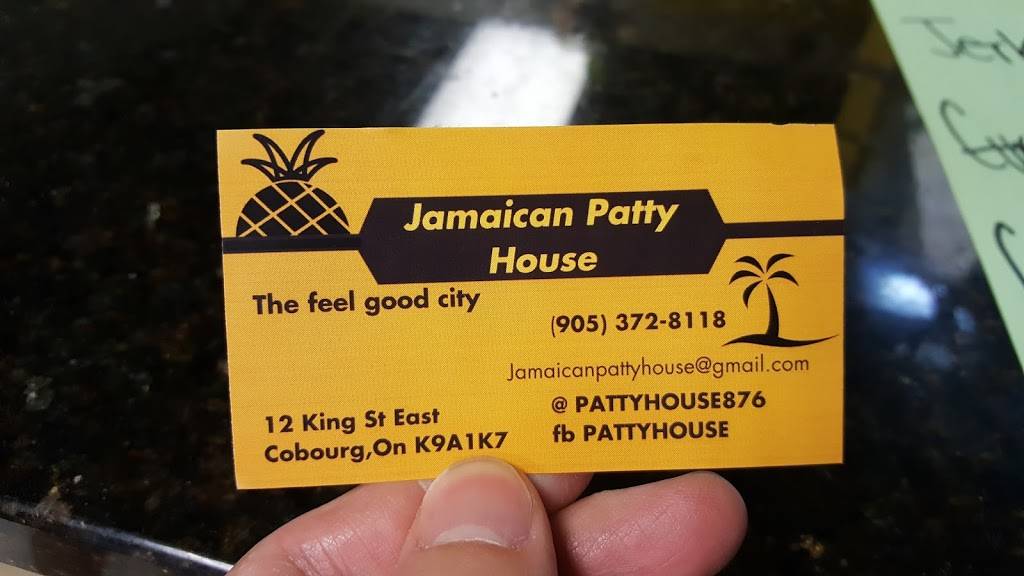 Jamaican Patty
House
The feel good city
(905) 372-8118
Jamaicanpattyhouse@gmail.com
@ PATTYHOUSE876
fb PATTYHOUSE
12 King St East
Cobourg,On K9A1K7